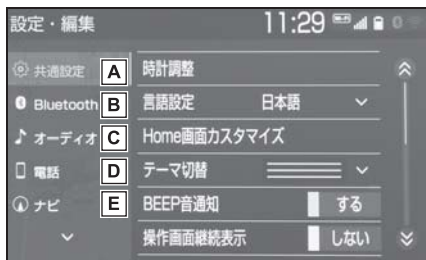 設定・編集 11:29 0
共通設定 A 時計調整
Bluetooth B 言語設定 日本語
オーディオ C Home画面カスタマイズ
電話 D テーマ切替
ナビ E BEEP音通知 する
操作画面継続表示 しない